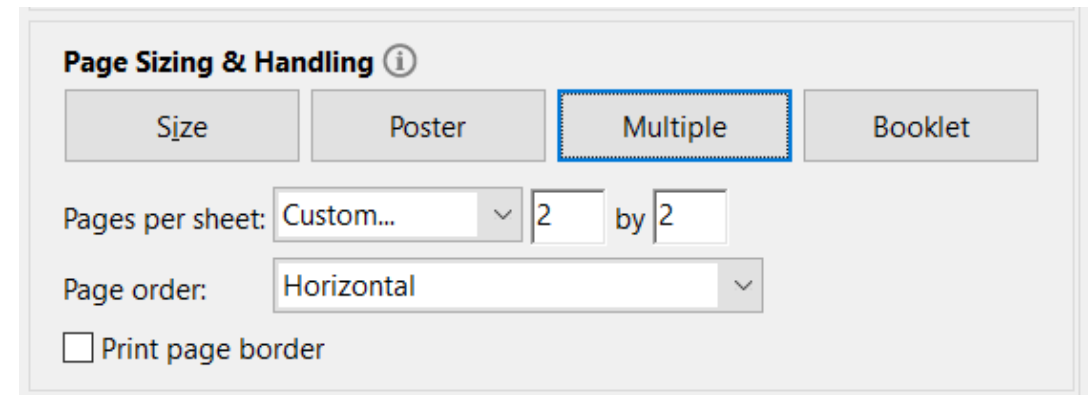 Page Sizing & Handling
Size Poster Multiple Booklet
Pages per sheet: Custom... 2 by 2
Page order: Horizontal
Print page border